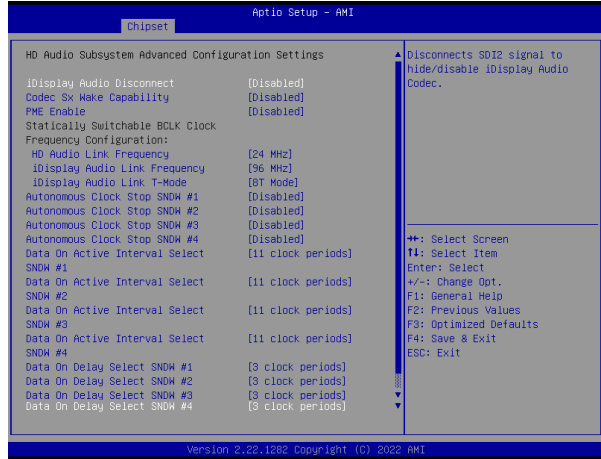 Aptio Setup - AMI
Chipset
HD Audio Subsystem Advanced Configuration Settings
iDisplay Audio Disconnect [Disabled]
Codec Sx Wake Capability [Disabled]
PME Enable [Disabled]
Statically Switchable BCLK Clock
Frequency Configuration:
HD Audio Link Frequency [24 MHz]
iDisplay Audio Link Frequency [96 MHz]
iDisplay Audio Link T-Mode [8T Mode]
Autonomous Clock Stop SNDW #1 [Disabled]
Autonomous Clock Stop SNDW #2 [Disabled]
Autonomous Clock Stop SNDW #3 [Disabled]
Autonomous Clock Stop SNDW #4 [Disabled]
Data On Active Interval Select [11 clock periods]
SNDW #1
Data On Active Interval Select [11 clock periods]
SNDW #2
Data On Active Interval Select [11 clock periods]
SNDW #3
Data On Active Interval Select [11 clock periods]
SNDW #4
Data On Delay Select SNDW #1 [3 clock periods]
Data On Delay Select SNDW #2 [3 clock periods]
Data On Delay Select SNDW #3 [3 clock periods]
Data On Delay Select SNDW #4 [3 clock periods]
Disconnects SDI2 signal to
hide/disable iDisplay Audio
Codec.
→←: Select Screen
↑↓: Select Item
Enter: Select
+/-: Change Opt.
F1: General Help
F2: Previous Values
F3: Optimized Defaults
F4: Save & Exit
ESC: Exit
Version 2.22.1282 Copyright (C) 2022 AMI